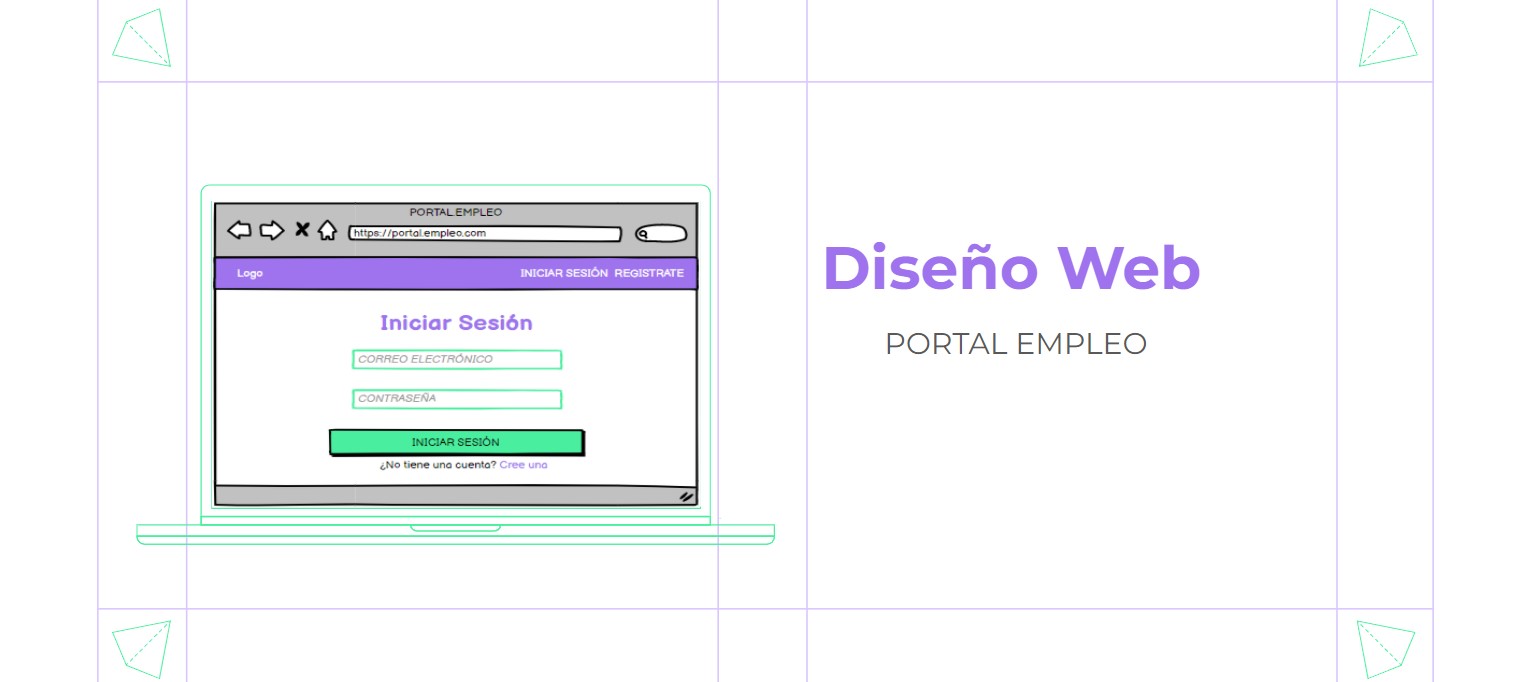 PORTAL.EMPLEO
https://portal.empleo.com
Logo
INICIAR SESIÓN REGISTRATE
Iniciar Sesión
CORREO ELECTRÓNICO
CONTRASEÑA
INICIAR SESIÓN
¿No tiene una cuenta? Cree una
Diseño Web
PORTAL EMPLEO